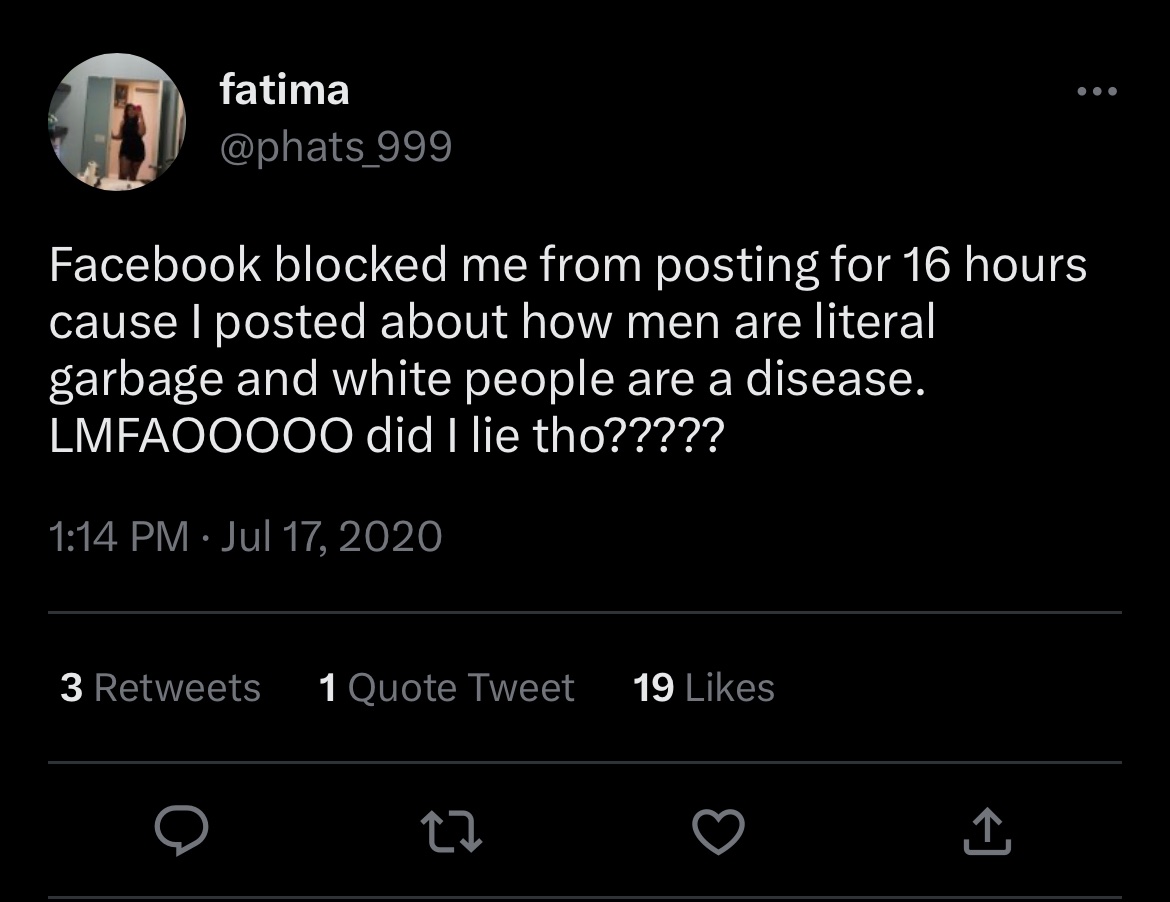 fatima
@phats_999
Facebook blocked me from posting for 16 hours
cause I posted about how men are literal
garbage and white people are a disease.
LMFAOOOOO did I lie tho?????
1:14 PM · Jul 17, 2020
3 Retweets 1 Quote Tweet 19 Likes